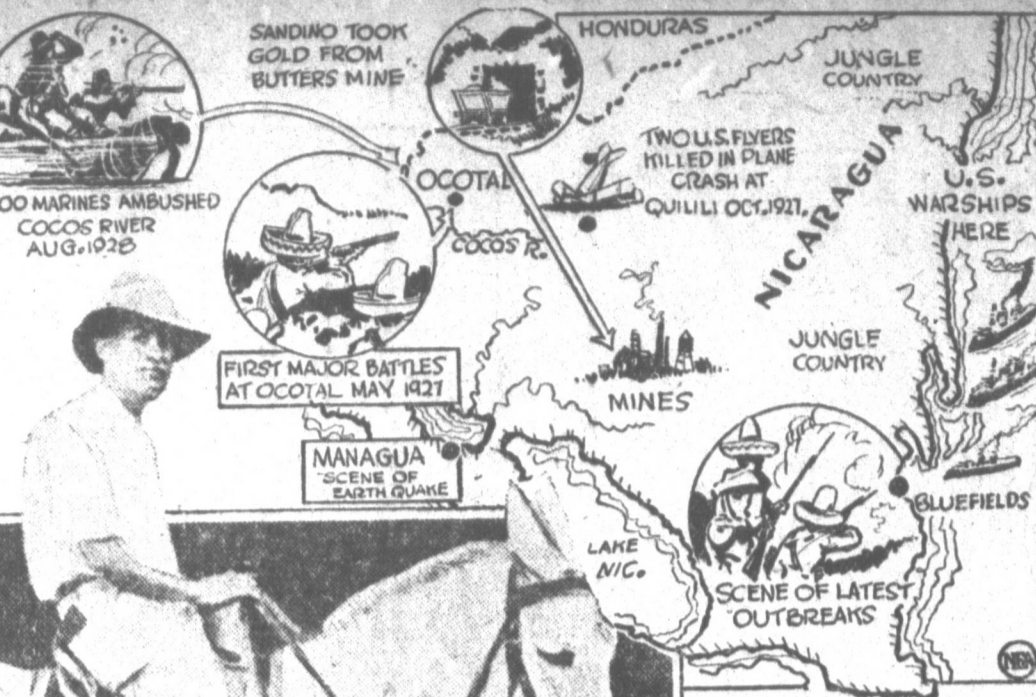 SANDINO TOOK
GOLD FROM
BUTTERS MINE
HONDURAS
JUNGLE
COUNTRY
TWO U.S. FLYERS
KILLED IN PLANE
CRASH AT
QUILILI OCT. 1927.
OCOTAL
COCOS R.
NICARAGUA
U.S.
WARSHIPS
HERE
00 MARINES AMBUSHED
COCOS RIVER
AUG. 1928
FIRST MAJOR BATTLES
AT OCOTAL MAY 1927
JUNGLE
COUNTRY
MINES
MANAGUA
SCENE OF
EARTH QUAKE
BLUEFIELDS
LAKE
NIC.
SCENE OF LATEST
OUTBREAKS
NEA